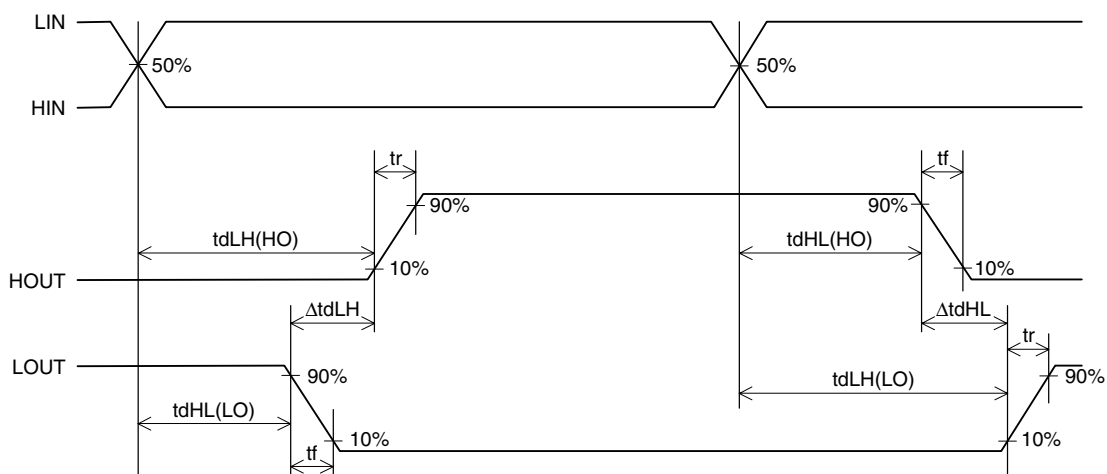 LIN
50%
50%
HIN
tr
tf
90%
90%
tdLH(HO)
tdHL(HO)
10%
10%
HOUT
ΔtdLH
ΔtdHL
tr
LOUT
90%
90%
tdLH(LO)
tdHL(LO)
10%
10%
tf